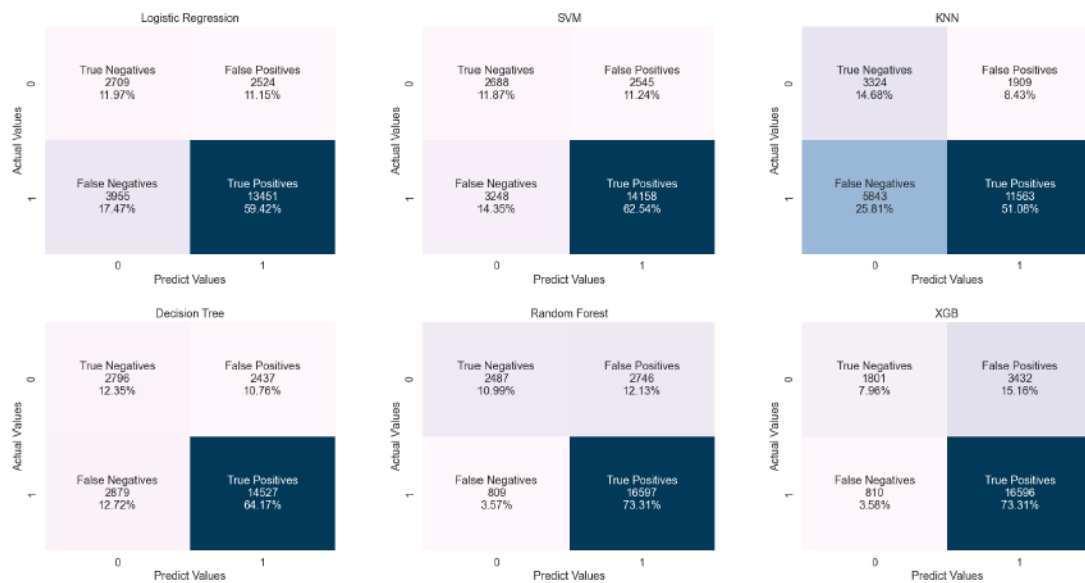 Logistic Regression
True Negatives
2709
11.97%
False Positives
2524
11.15%
False Negatives
3955
17.47%
True Positives
13451
59.42%
0
1
Actual Values
0
1
Predict Values
SVM
True Negatives
2688
11.87%
False Positives
2545
11.24%
False Negatives
3248
14.35%
True Positives
14158
62.54%
0
1
Actual Values
0
1
Predict Values
KNN
True Negatives
3324
14.68%
False Positives
1909
8.43%
False Negatives
5843
25.81%
True Positives
11563
51.08%
0
1
Actual Values
0
1
Predict Values
Decision Tree
True Negatives
2796
12.35%
False Positives
2437
10.76%
False Negatives
2879
12.72%
True Positives
14527
64.17%
0
1
Actual Values
0
1
Predict Values
Random Forest
True Negatives
2487
10.99%
False Positives
2746
12.13%
False Negatives
809
3.57%
True Positives
16597
73.31%
0
1
Actual Values
0
1
Predict Values
XGB
True Negatives
1801
7.96%
False Positives
3432
15.16%
False Negatives
810
3.58%
True Positives
16596
73.31%
0
1
Actual Values
0
1
Predict Values